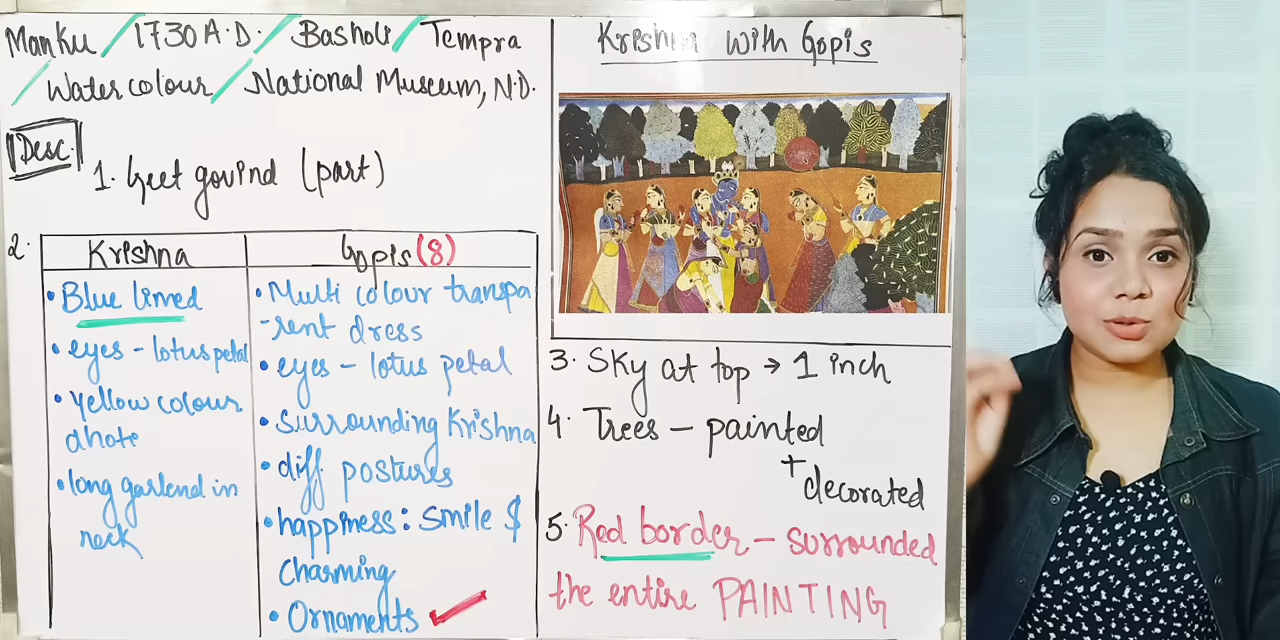 Manku / 1730 A.D. / Basholi / Tempra
/ Water colour / National Museum, N.D.
Desc.
1. Geet govind (part)
2.
Krishna
• Blue limed
• eyes - lotus petal
• yellow colour
dhote
• long garlend in
neck
Gopis (8)
• Multi colour transpa
-rent dress
• eyes - lotus petal
• surrounding Krishna
• diff postures
• happiness: smile &
charming
• Ornaments ✓
Krishna with Gopis
3. Sky at top → 1 inch
4. Trees - painted
+
decorated
5. Red border - surrounded
the entire PAINTING